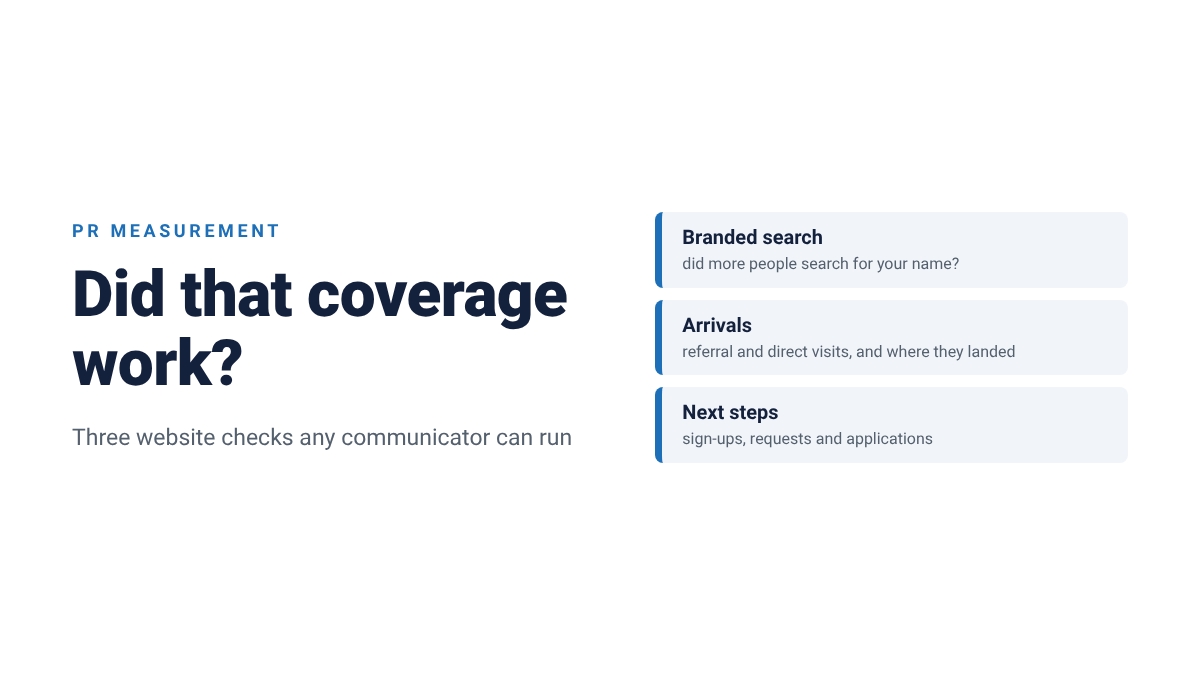 PR MEASUREMENT
Did that coverage
work?
Three website checks any communicator can run
Branded search
did more people search for your name?
Arrivals
referral and direct visits, and where they landed
Next steps
sign-ups, requests and applications